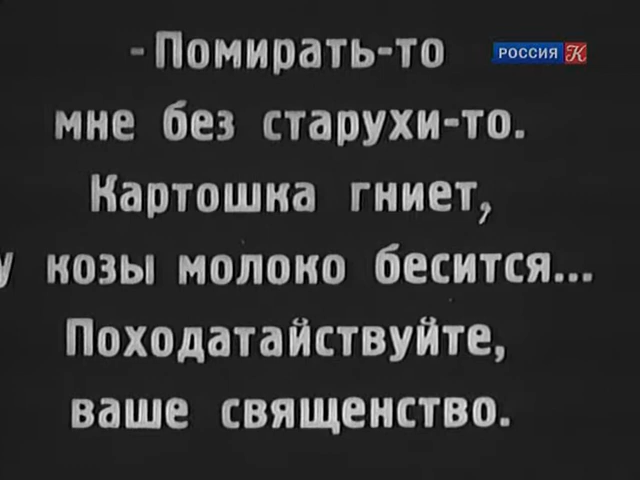 -Помирать-то
РОССИЯ К
мне без старухи-то.
Картошка гниет,
у козы молоко бесится...
Походатайствуйте,
ваше священство.